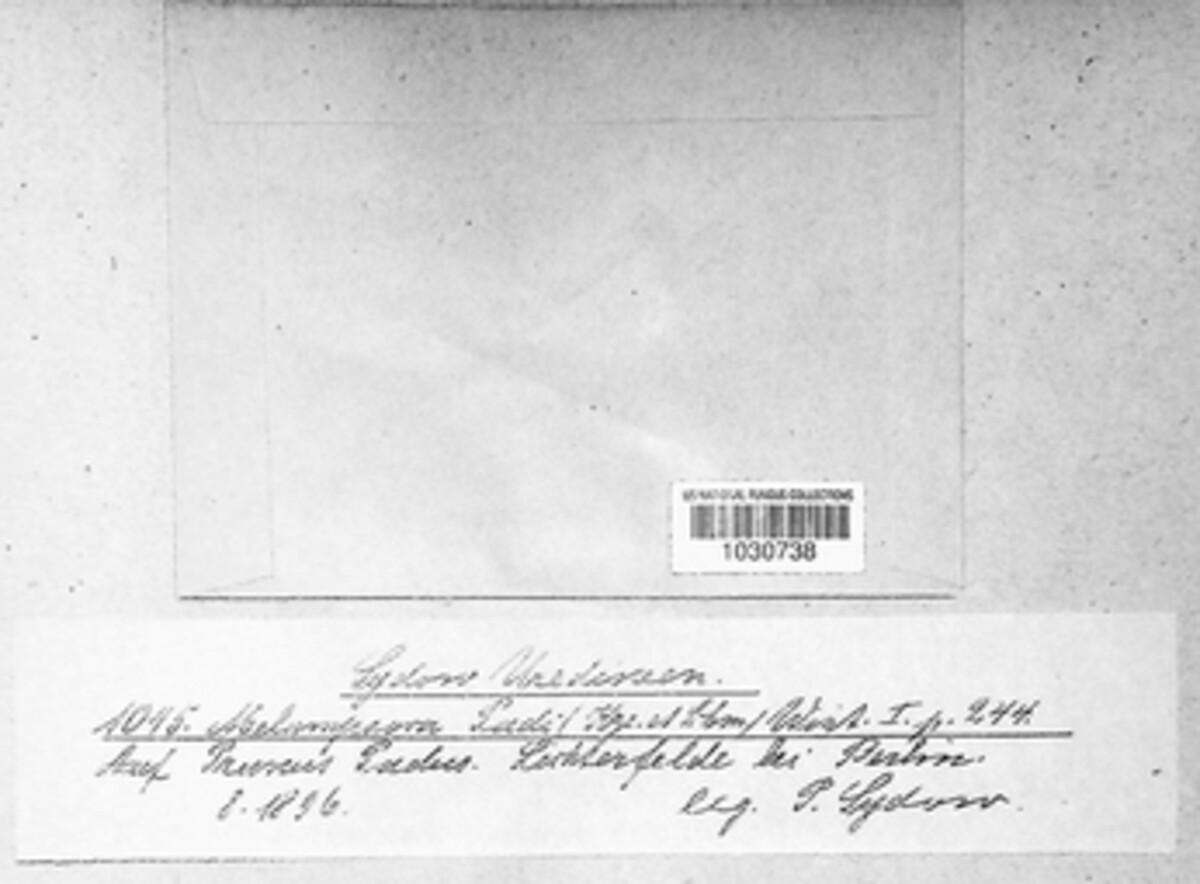 US NATIONAL FUNGUS COLLECTIONS
1030738
Sydow Uredineen.
1045. Melampsora Padi (Kze. et Schm) Wint. I. p. 244.
Auf Prunus Padus. Lichterfelde bei Berlin.
8. 1896. leg. P. Sydow.